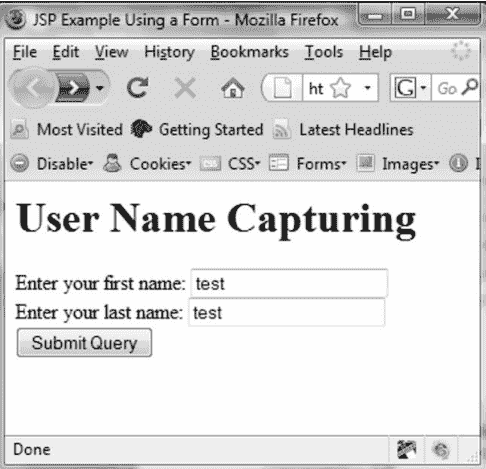 JSP Example Using a Form - Mozilla Firefox
File Edit View History Bookmarks Tools Help
ht G Go
Most Visited Getting Started Latest Headlines
Disable Cookies CSS Forms Images
User Name Capturing
Enter your first name: test
Enter your last name: test
Submit Query
Done